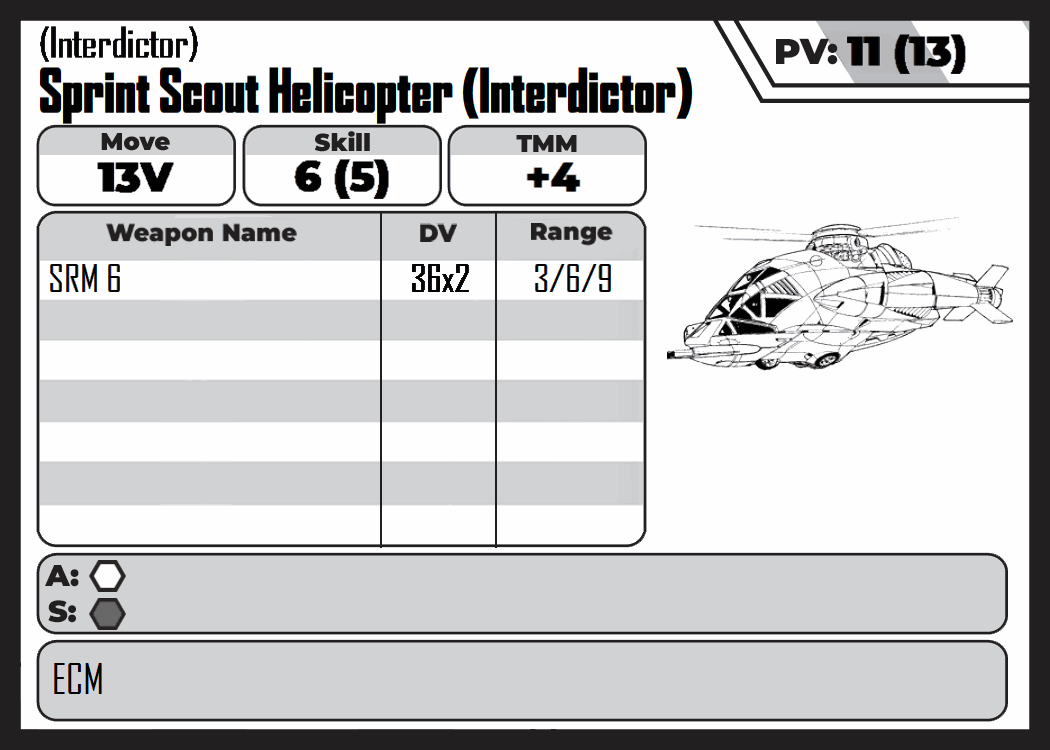 (Interdictor)
Sprint Scout Helicopter (Interdictor)
PV: 11 (13)
Move Skill TMM
13V 6 (5) +4
Weapon Name DV Range
SRM 6 36x2 3/6/9
A:
S:
ECM